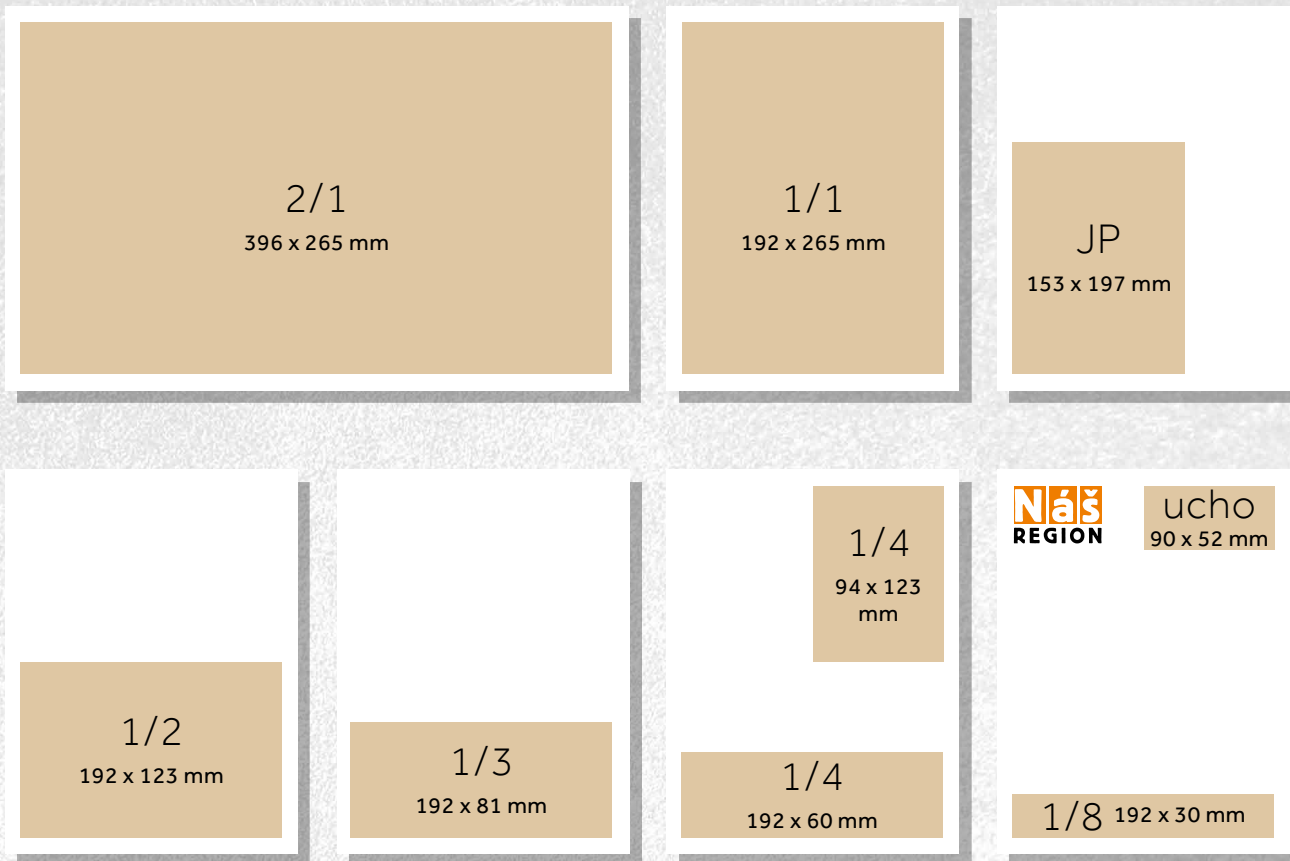 2/1
396 x 265 mm
1/1
192 x 265 mm
JP
153 x 197 mm
1/2
192 x 123 mm
1/3
192 x 81 mm
1/4
94 x 123
mm
1/4
192 x 60 mm
Náš
REGION
ucho
90 x 52 mm
1/8 192 x 30 mm